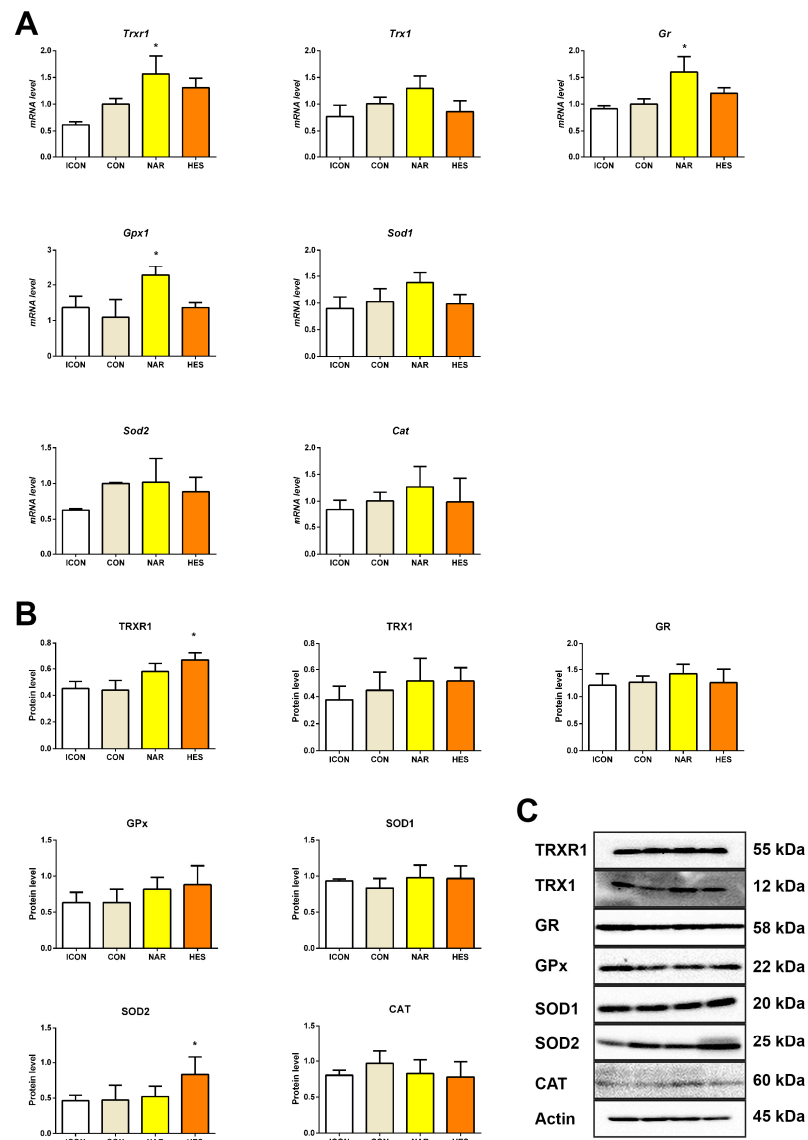 A
Trxr1
*
2.0
1.5
1.0
0.5
0.0
mRNA level
ICON CON NAR HES
Trx1
2.0
1.5
1.0
0.5
0.0
mRNA level
ICON CON NAR HES
Gr
*
2.0
1.5
1.0
0.5
0.0
mRNA level
ICON CON NAR HES
Gpx1
*
3
2
1
0
mRNA level
ICON CON NAR HES
Sod1
2.0
1.5
1.0
0.5
0.0
mRNA level
ICON CON NAR HES
Sod2
1.5
1.0
0.5
0.0
mRNA level
ICON CON NAR HES
Cat
2.0
1.5
1.0
0.5
0.0
mRNA level
ICON CON NAR HES
B
TRXR1
*
0.8
0.6
0.4
0.2
0.0
Protein level
ICON CON NAR HES
TRX1
0.8
0.6
0.4
0.2
0.0
Protein level
ICON CON NAR HES
GR
2.0
1.5
1.0
0.5
0.0
Protein level
ICON CON NAR HES
GPx
1.5
1.0
0.5
0.0
Protein level
ICON CON NAR HES
SOD1
1.5
1.0
0.5
0.0
Protein level
ICON CON NAR HES
SOD2
*
1.5
1.0
0.5
0.0
Protein level
ICON CON NAR HES
CAT
1.5
1.0
0.5
0.0
Protein level
ICON CON NAR HES
C
TRXR1 55 kDa
TRX1 12 kDa
GR 58 kDa
GPx 22 kDa
SOD1 20 kDa
SOD2 25 kDa
CAT 60 kDa
Actin 45 kDa